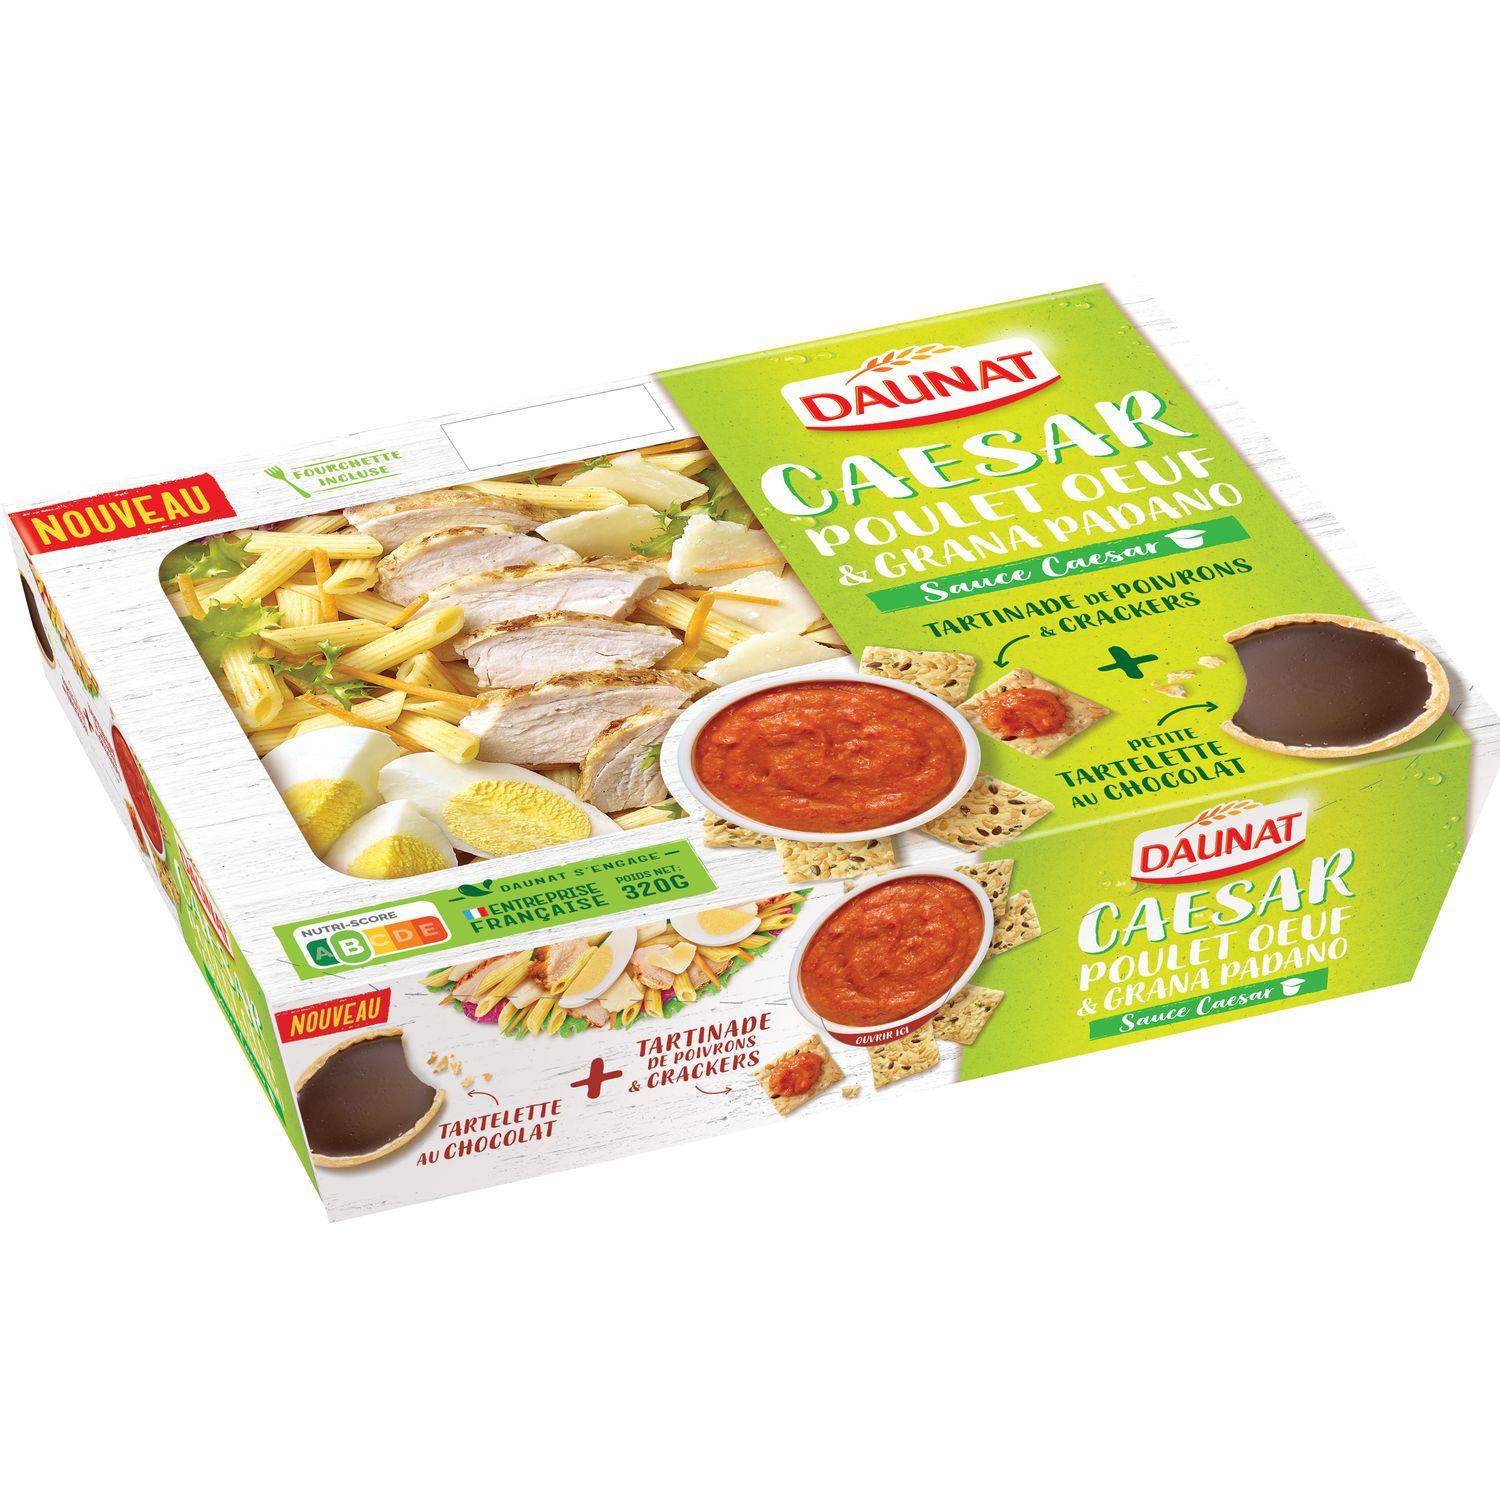 NOUVEAU
FOURCHETTE
INCLUSE
DAUNAT
CAESAR
POULET OEUF
& GRANA PADANO
Sauce Caesar
TARTINADE DE POIVRONS
& CRACKERS
+
PETITE
TARTELETTE
AU CHOCOLAT
DAUNAT S'ENGAGE
ENTREPRISE
FRANÇAISE
POIDS NET:
320G
NUTRI-SCORE
A B C D E
NOUVEAU
TARTELETTE
AU CHOCOLAT
+
TARTINADE
DE POIVRONS
& CRACKERS
OUVRIR ICI
DAUNAT
CAESAR
POULET OEUF
& GRANA PADANO
Sauce Caesar